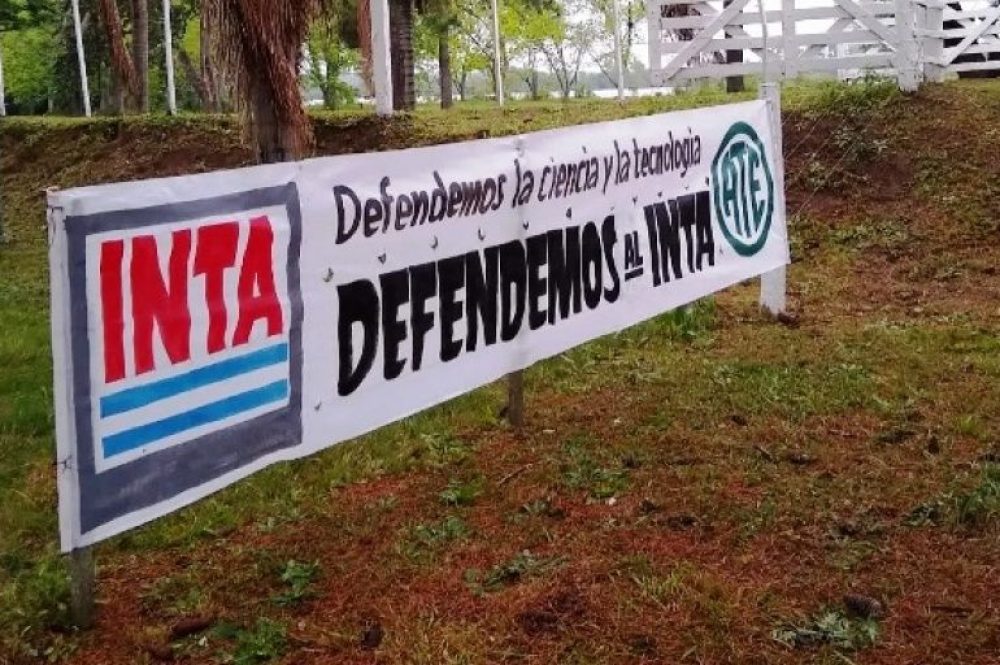 INTA
Defendemos la ciencia y la tecnologia
DEFENDEMOS AL INTA
ATE